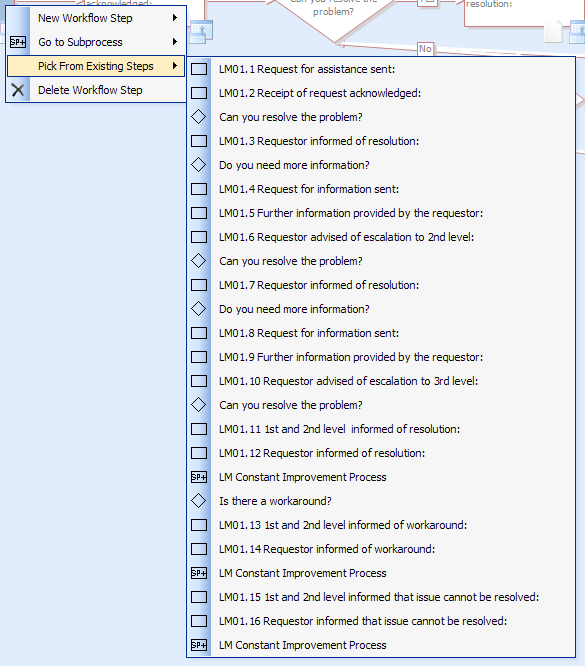 acknowledged:
Can you resolve the
problem?
Yes
resolution:
New Workflow Step
SP+ Go to Subprocess
Pick From Existing Steps
Delete Workflow Step
No
LM01.1 Request for assistance sent:
LM01.2 Receipt of request acknowledged:
Can you resolve the problem?
LM01.3 Requestor informed of resolution:
Do you need more information?
LM01.4 Request for information sent:
LM01.5 Further information provided by the requestor:
LM01.6 Requestor advised of escalation to 2nd level:
Can you resolve the problem?
LM01.7 Requestor informed of resolution:
Do you need more information?
LM01.8 Request for information sent:
LM01.9 Further information provided by the requestor:
LM01.10 Requestor advised of escalation to 3rd level:
Can you resolve the problem?
LM01.11 1st and 2nd level  informed of resolution:
LM01.12 Requestor informed of resolution:
SP+ LM Constant Improvement Process
Is there a workaround?
LM01.13 1st and 2nd level informed of workaround:
LM01.14 Requestor informed of workaround:
SP+ LM Constant Improvement Process
LM01.15 1st and 2nd level informed that issue cannot be resolved:
LM01.16 Requestor informed that issue cannot be resolved:
SP+ LM Constant Improvement Process